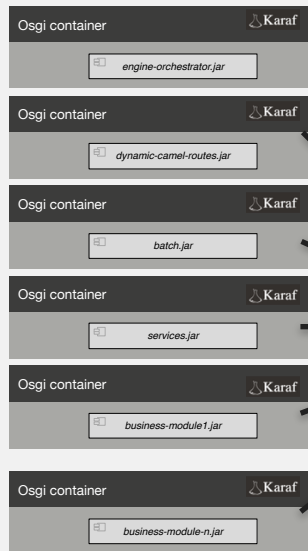 Osgi container Karaf
engine-orchestrator.jar
Osgi container Karaf
dynamic-camel-routes.jar
Osgi container Karaf
batch.jar
Osgi container Karaf
services.jar
Osgi container Karaf
business-module1.jar
Osgi container Karaf
business-module-n.jar